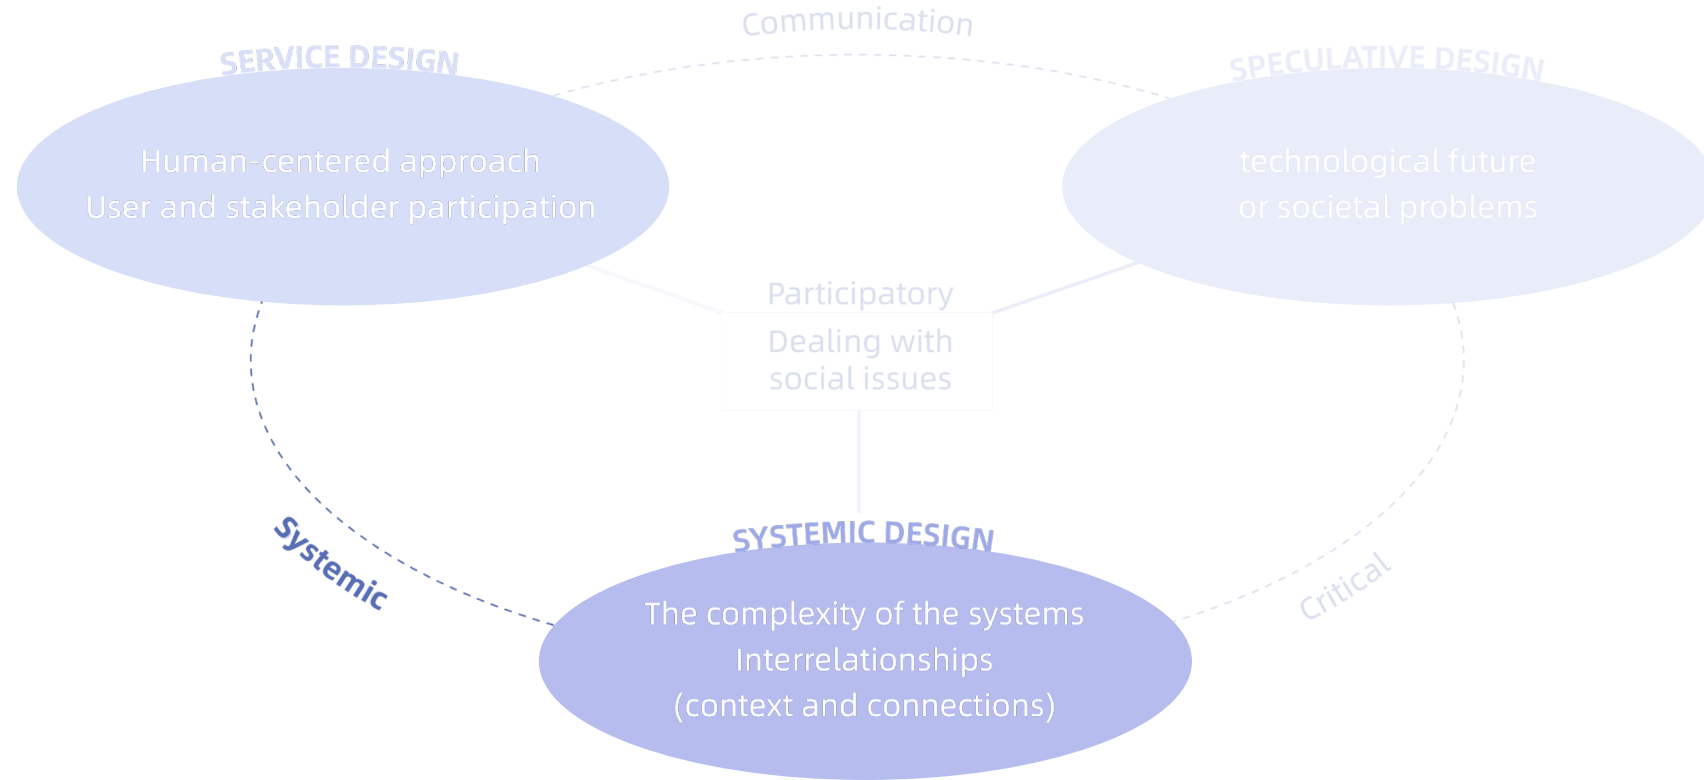 Communication
SERVICE DESIGN
SPECULATIVE DESIGN
Human-centered approach
User and stakeholder participation
technological future
or societal problems
Participatory
Dealing with
social issues
Systemic
Critical
SYSTEMIC DESIGN
The complexity of the systems
Interrelationships
(context and connections)